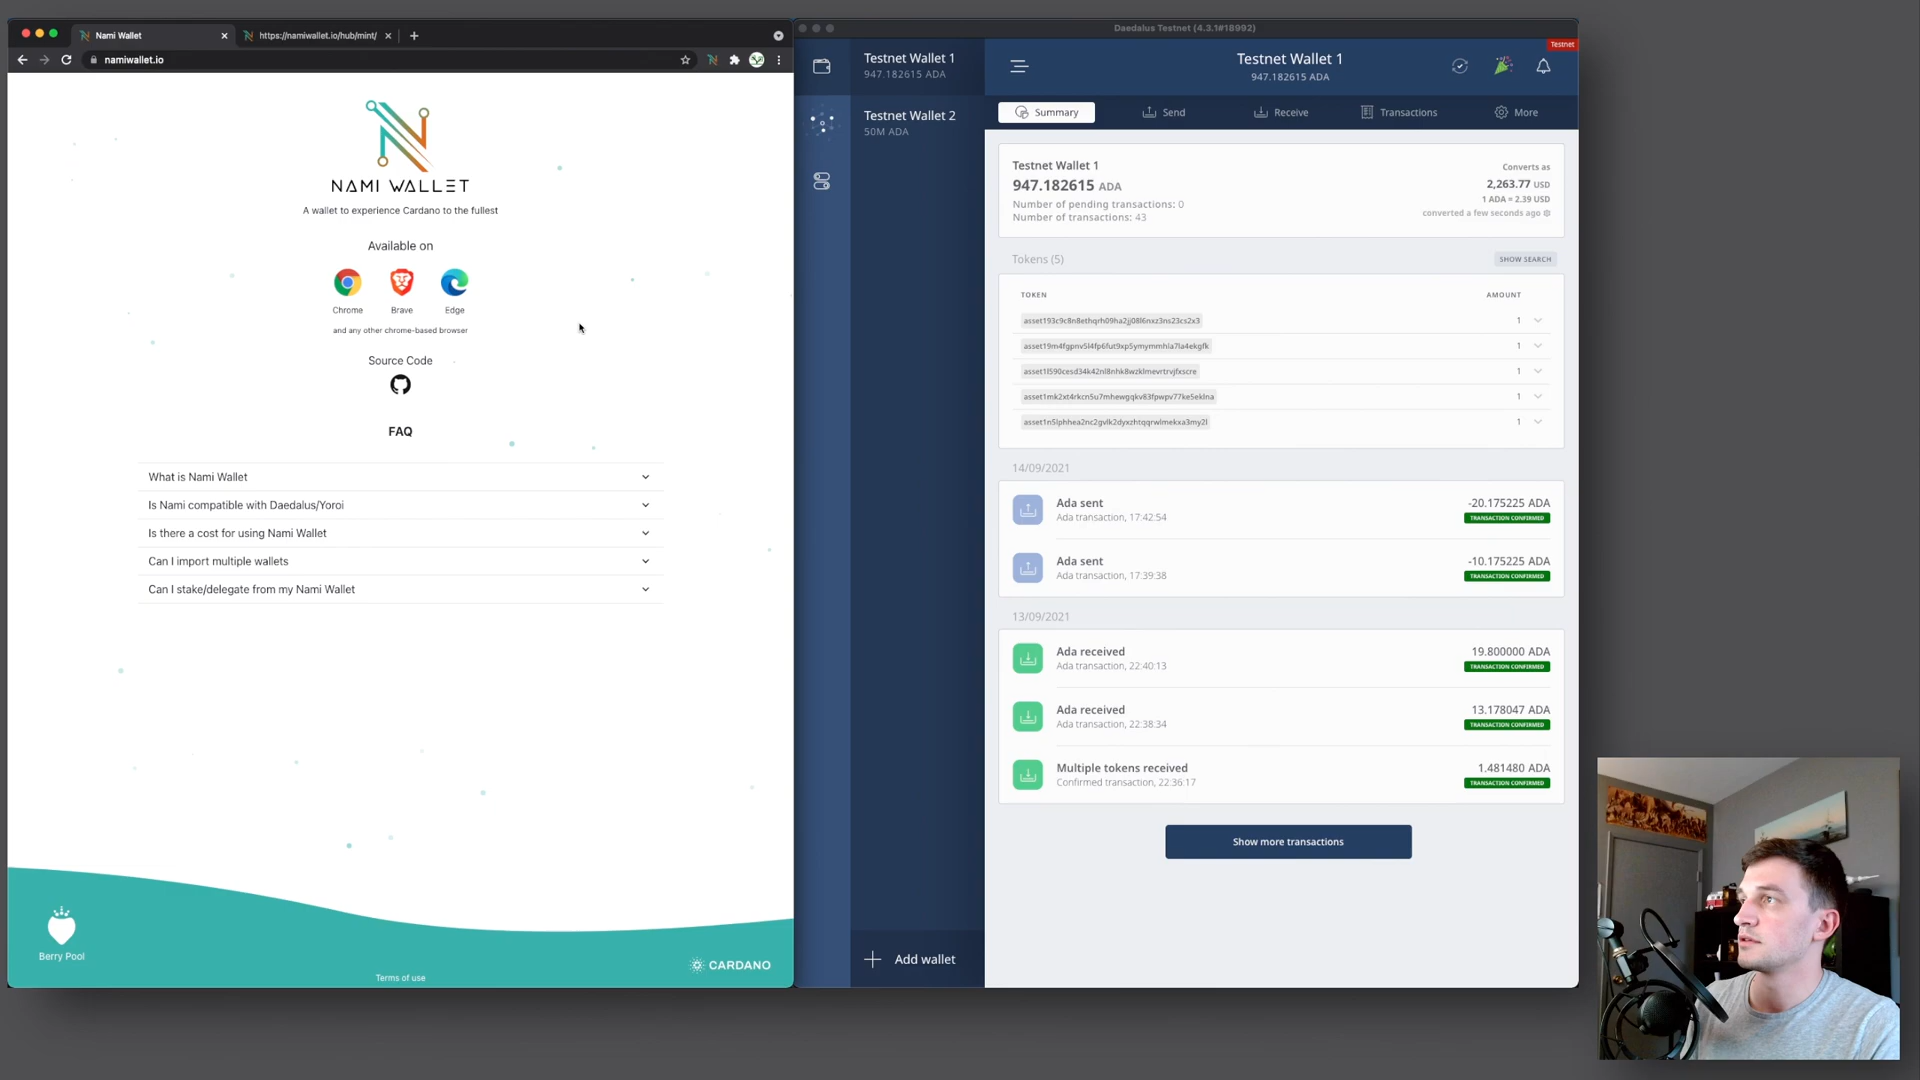 Nami Wallet
https://namiwallet.io/hub/mint/
namiwallet.io
NAMI WALLET
A wallet to experience Cardano to the fullest
Available on
Chrome
Brave
Edge
and any other chrome-based browser
Source Code
FAQ
What is Nami Wallet
Is Nami compatible with Daedalus/Yoroi
Is there a cost for using Nami Wallet
Can I import multiple wallets
Can I stake/delegate from my Nami Wallet
Berry Pool
Terms of use
CARDANO
Daedalus Testnet (4.3.1#18992)
Testnet
Testnet Wallet 1
947.182615 ADA
Testnet Wallet 2
50M ADA
Add wallet
Testnet Wallet 1
947.182615 ADA
Summary
Send
Receive
Transactions
More
Testnet Wallet 1
947.182615 ADA
Number of pending transactions: 0
Number of transactions: 43
Converts as
2,263.77 USD
1 ADA = 2.39 USD
converted a few seconds ago
Tokens (5)
SHOW SEARCH
TOKEN
AMOUNT
1
1
1
1
1
14/09/2021
Ada sent
-20.175225 ADA
Ada transaction, 17:42:54
TRANSACTION CONFIRMED
Ada sent
-10.175225 ADA
Ada transaction, 17:39:38
TRANSACTION CONFIRMED
13/09/2021
Ada received
19.800000 ADA
Ada transaction, 22:40:13
TRANSACTION CONFIRMED
Ada received
13.178047 ADA
Ada transaction, 22:38:34
TRANSACTION CONFIRMED
Multiple tokens received
1.481480 ADA
Confirmed transaction, 22:36:17
TRANSACTION CONFIRMED
Show more transactions